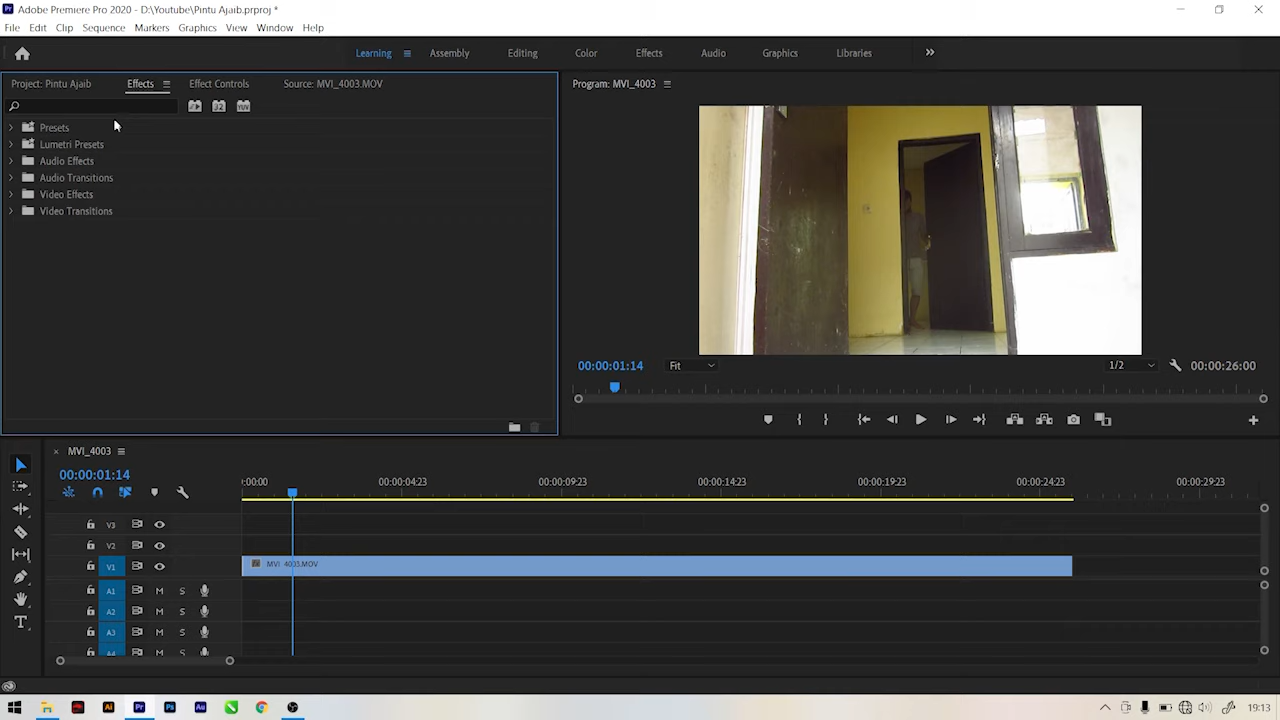 Adobe Premiere Pro 2020 - D:\Youtube\Pintu Ajaib.prproj *
File Edit Clip Sequence Markers Graphics View Window Help
Learning Assembly Editing Color Effects Audio Graphics Libraries
Project: Pintu Ajaib Effects Effect Controls Source: MVI_4003.MOV
Program: MVI_4003
Presets
Lumetri Presets
Audio Effects
Audio Transitions
Video Effects
Video Transitions
00:00:01:14 Fit 1/2 00:00:26:00
MVI_4003
00:00:01:14
:00:00 00:00:04:23 00:00:09:23 00:00:14:23 00:00:19:23 00:00:24:23 00:00:29:23
V3
V2
V1 MVI_4003.MOV
A1 M S
A2 M S
A3 M S
A4 M S
Pr Ps Au Ai
19:13